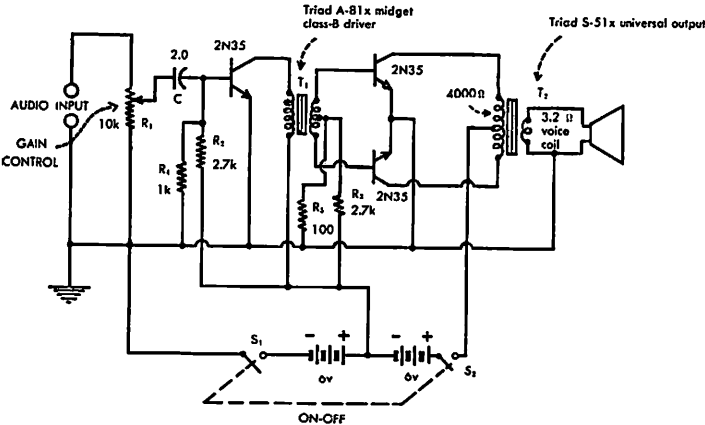 Triad A-81x midget
class-B driver
Triad S-51x universal output
2N35
T₁
2N35
T₂
2.0
C
4000Ω
AUDIO INPUT
10k
R₁
GAIN
CONTROL
3.2 Ω
voice
coil
R₂
2.7k
R₄
1k
2N35
R₅
100
R₃
2.7k
S₁
-
+
6v
-
+
6v
S₂
ON-OFF